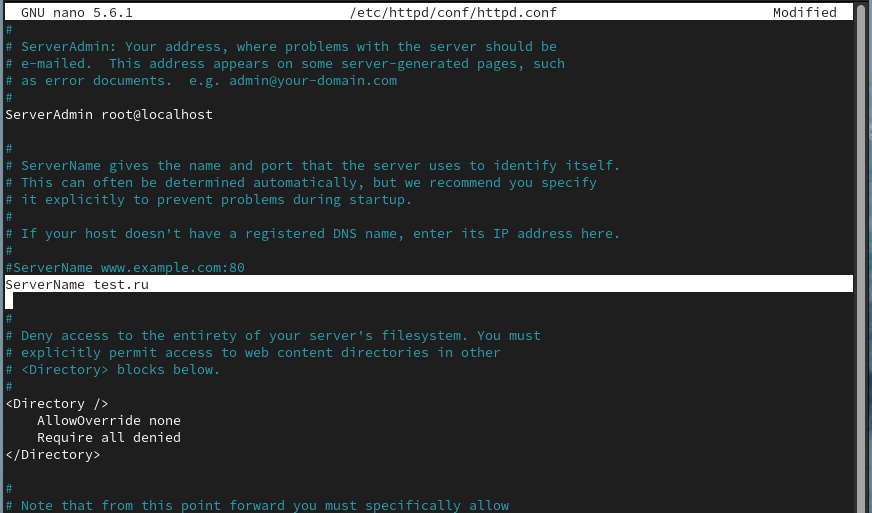 GNU nano 5.6.1 /etc/httpd/conf/httpd.conf Modified
#
# ServerAdmin: Your address, where problems with the server should be
# e-mailed.  This address appears on some server-generated pages, such
# as error documents.  e.g. admin@your-domain.com
#
ServerAdmin root@localhost

#
# ServerName gives the name and port that the server uses to identify itself.
# This can often be determined automatically, but we recommend you specify
# it explicitly to prevent problems during startup.
#
# If your host doesn't have a registered DNS name, enter its IP address here.
#
#ServerName www.example.com:80
ServerName test.ru

#
# Deny access to the entirety of your server's filesystem. You must
# explicitly permit access to web content directories in other
# <Directory> blocks below.
#
<Directory />
    AllowOverride none
    Require all denied
</Directory>

#
# Note that from this point forward you must specifically allow